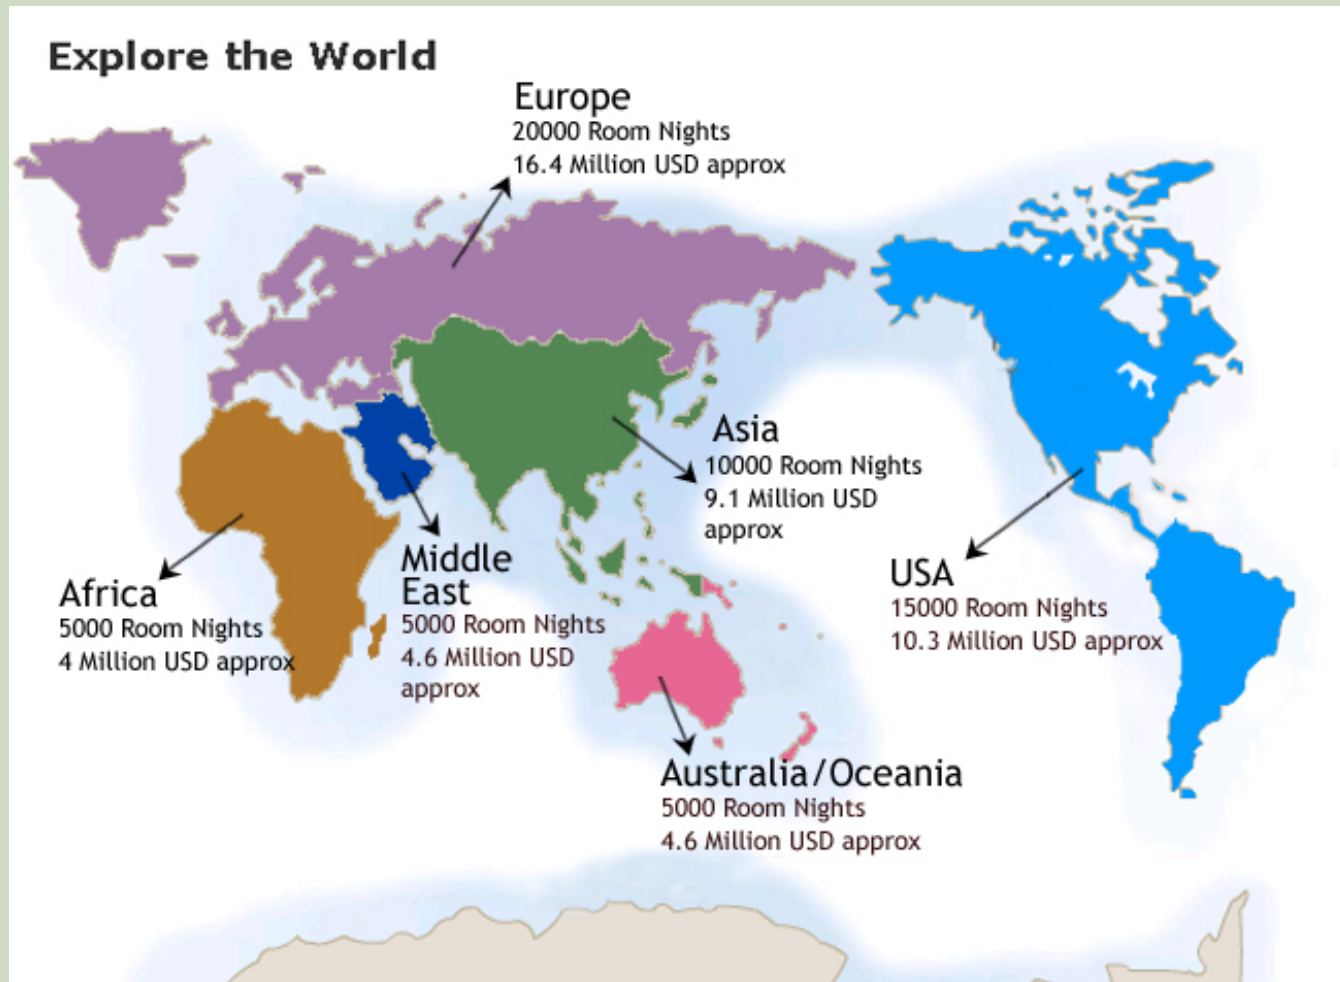 Explore the World
Europe
20000 Room Nights
16.4 Million USD approx
Asia
10000 Room Nights
9.1 Million USD
approx
Middle
East
5000 Room Nights
4.6 Million USD
approx
Africa
5000 Room Nights
4 Million USD approx
USA
15000 Room Nights
10.3 Million USD approx
Australia/Oceania
5000 Room Nights
4.6 Million USD approx